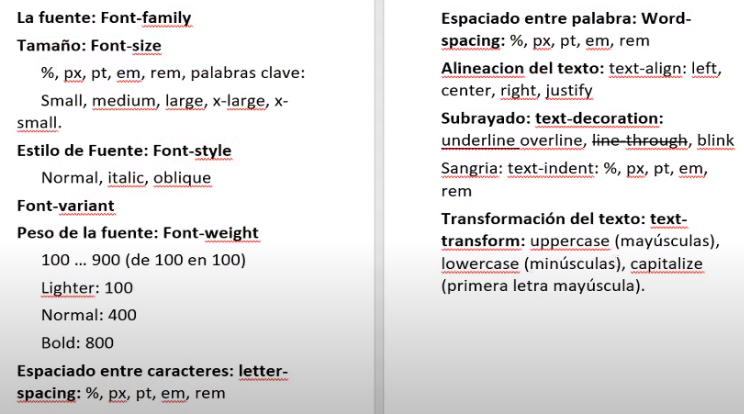 La fuente: Font-family
Tamaño: Font-size
%, px, pt, em, rem, palabras clave:
Small, medium, large, x-large, x-
small.
Estilo de Fuente: Font-style
Normal, italic, oblique
Font-variant
Peso de la fuente: Font-weight
100 ... 900 (de 100 en 100)
Lighter: 100
Normal: 400
Bold: 800
Espaciado entre caracteres: letter-
spacing: %, px, pt, em, rem
Espaciado entre palabra: Word-
spacing: %, px, pt, em, rem
Alineacion del texto: text-align: left,
center, right, justify
Subrayado: text-decoration:
underline overline, line-through, blink
Sangria: text-indent: %, px, pt, em,
rem
Transformación del texto: text-
transform: uppercase (mayúsculas),
lowercase (minúsculas), capitalize
(primera letra mayúscula).